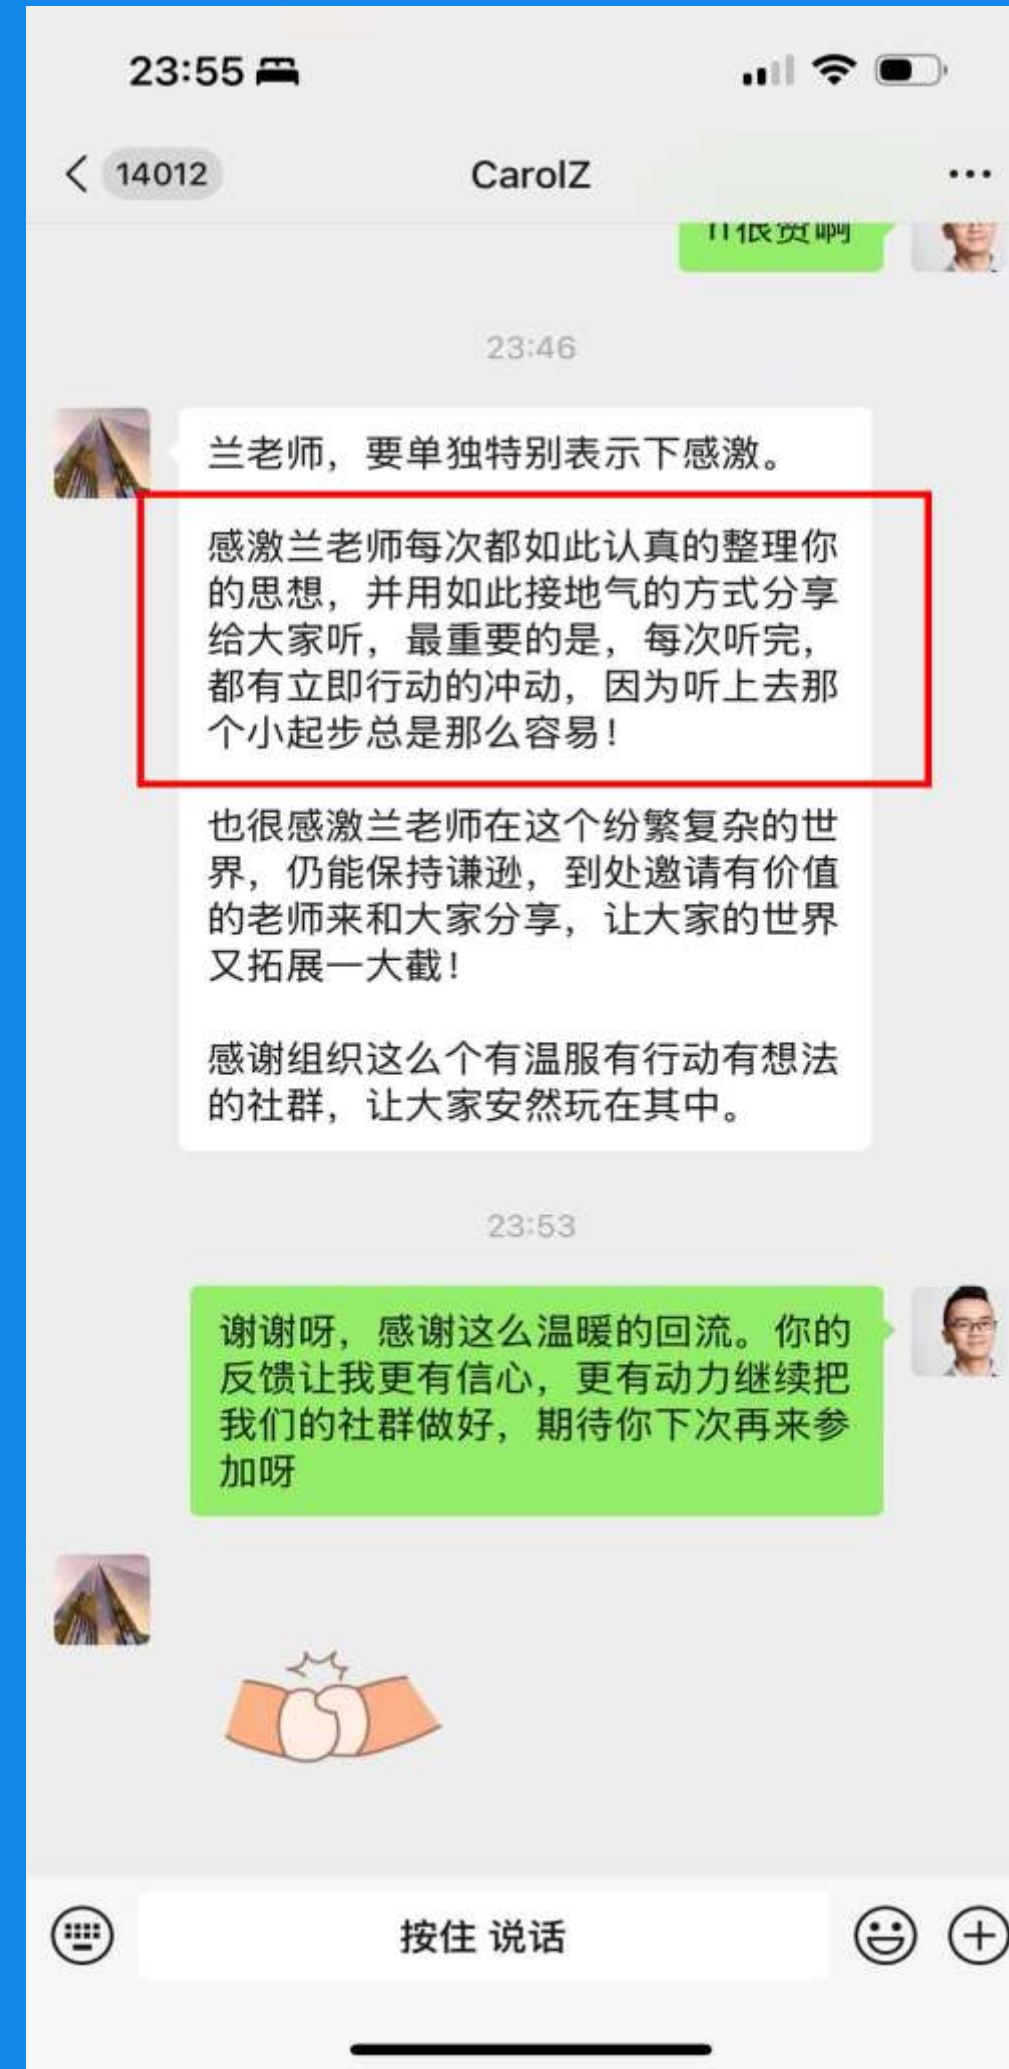 23:55
14012
CarolZ
很赞啊
23:46
兰老师，要单独特别表示下感激。
感激兰老师每次都如此认真的整理你
的思想，并用如此接地气的方式分享
给大家听，最重要的是，每次听完，
都有立即行动的冲动，因为听上去那
个小起步总是那么容易！
也很感激兰老师在这个纷繁复杂的世
界，仍能保持谦逊，到处邀请有价值
的老师来和大家分享，让大家的世界
又拓展一大截！
感谢组织这么个有温服有行动有想法
的社群，让大家安然玩在其中。
23:53
谢谢呀，感谢这么温暖的回流。你的
反馈让我更有信心，更有动力继续把
我们的社群做好，期待你下次再来参
加呀
按住 说话